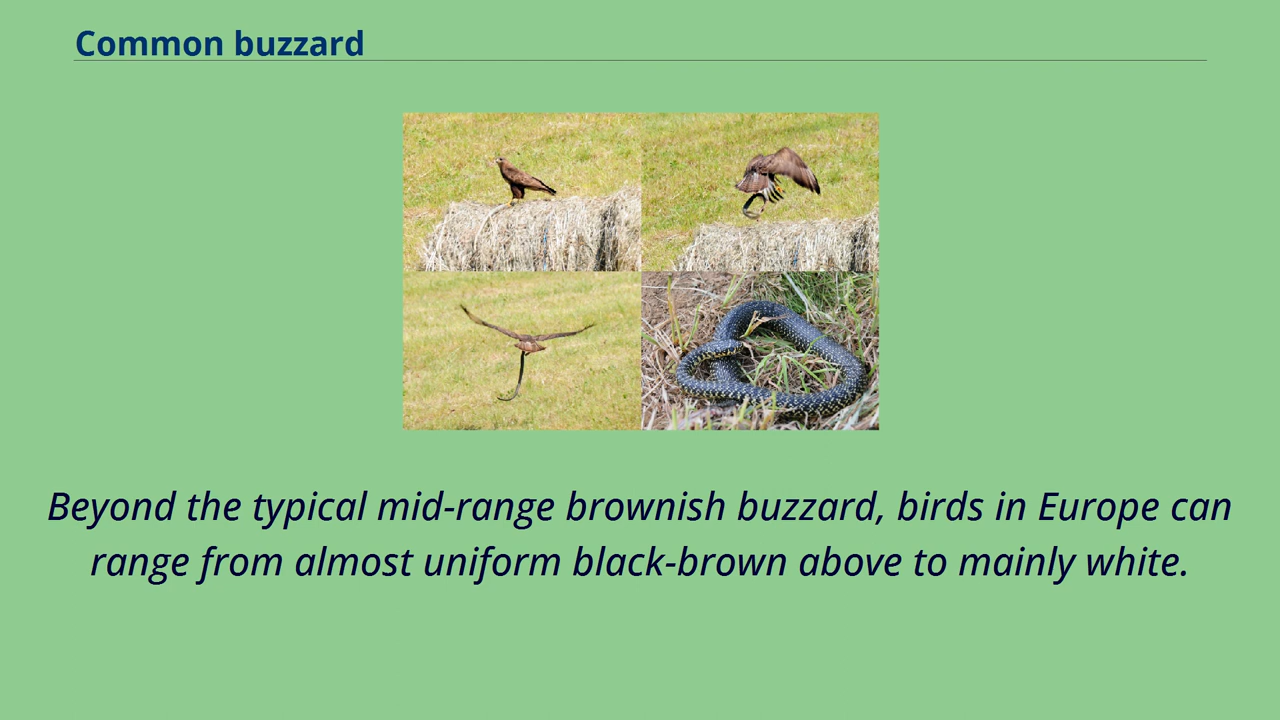 Common buzzard
Beyond the typical mid-range brownish buzzard, birds in Europe can
range from almost uniform black-brown above to mainly white.